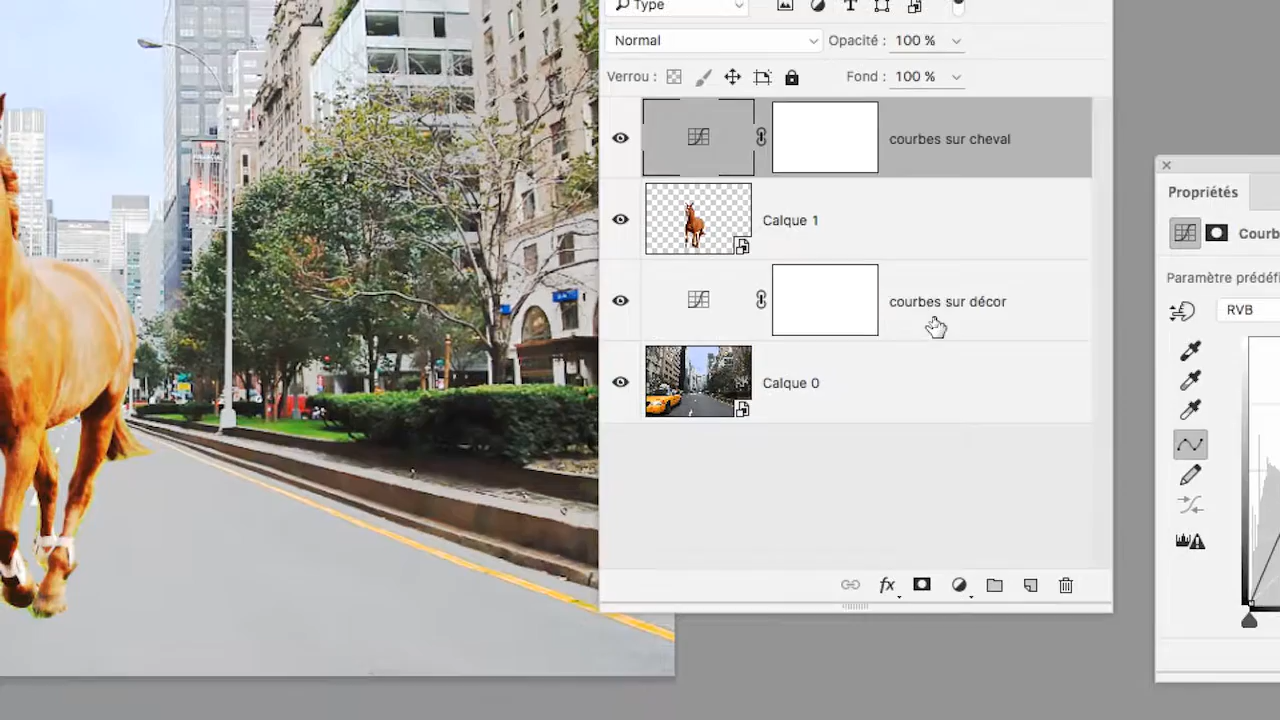 Type
Normal
Opacité : 100 %
Verrou :
Fond : 100 %
courbes sur cheval
Calque 1
courbes sur décor
Calque 0
fx
Propriétés
Courb
Paramètre prédéfi
RVB